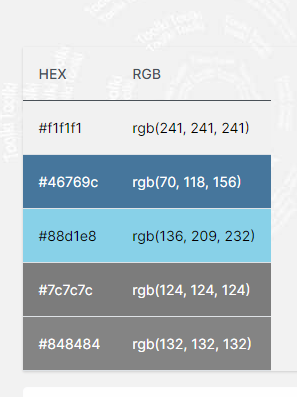 HEX RGB
#f1f1f1 rgb(241, 241, 241)
#46769c rgb(70, 118, 156)
#88d1e8 rgb(136, 209, 232)
#7c7c7c rgb(124, 124, 124)
#848484 rgb(132, 132, 132)